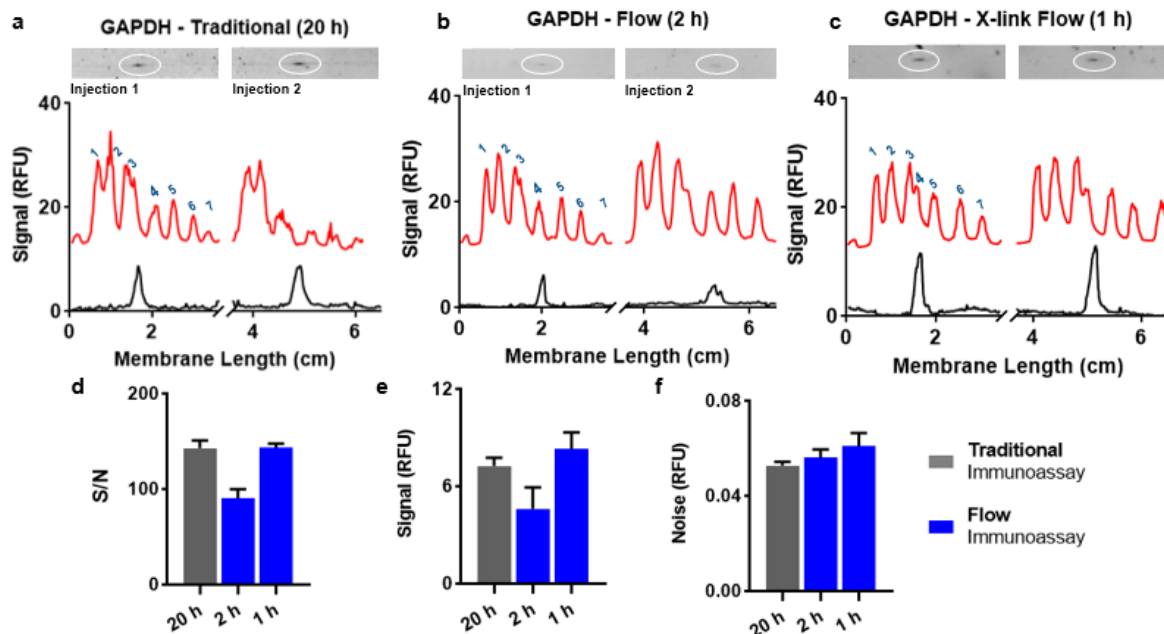 a
GAPDH - Traditional (20 h)
Injection 1
Injection 2
40
20
0
Signal (RFU)
1
2
3
4
5
6
7
0
2
4
6
Membrane Length (cm)
b
GAPDH - Flow (2 h)
Injection 1
Injection 2
40
20
0
Signal (RFU)
1
2
3
4
5
6
7
0
2
4
6
Membrane Length (cm)
c
GAPDH - X-link Flow (1 h)
40
20
0
Signal (RFU)
1
2
3
4
5
6
7
0
2
4
6
Membrane Length (cm)
d
200
100
0
S/N
20 h
2 h
1 h
e
12
6
0
Signal (RFU)
20 h
2 h
1 h
f
0.08
0.04
0.00
Noise (RFU)
20 h
2 h
1 h
Traditional
Immunoassay
Flow
Immunoassay